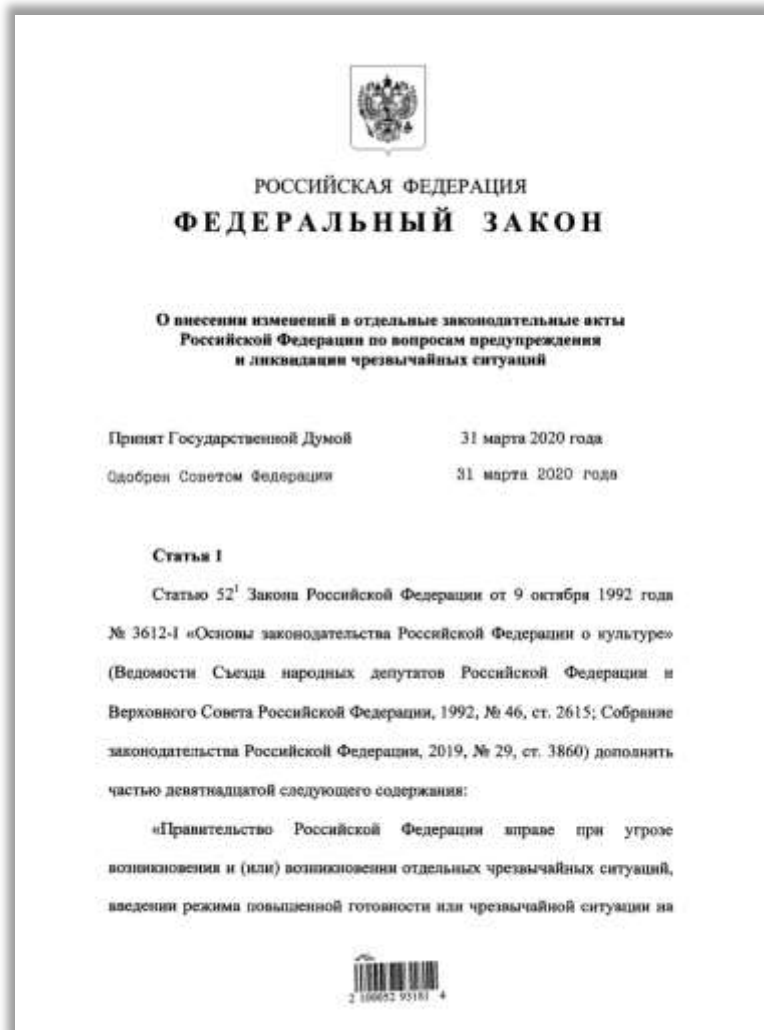 РОССИЙСКАЯ ФЕДЕРАЦИЯ
ФЕДЕРАЛЬНЫЙ ЗАКОН
О внесении изменений в отдельные законодательные акты
Российской Федерации по вопросам предупреждения
и ликвидации чрезвычайных ситуаций
Принят Государственной Думой 31 марта 2020 года
Одобрен Советом Федерации 31 марта 2020 года
Статья 1
Статью 52¹ Закона Российской Федерации от 9 октября 1992 года
№ 3612-I «Основы законодательства Российской Федерации о культуре»
(Ведомости Съезда народных депутатов Российской Федерации и
Верховного Совета Российской Федерации, 1992, № 46, ст. 2615; Собрание
законодательства Российской Федерации, 2019, № 29, ст. 3860) дополнить
частью девятнадцатой следующего содержания:
«Правительство Российской Федерации вправе при угрозе
возникновения и (или) возникновении отдельных чрезвычайных ситуаций,
введении режима повышенной готовности или чрезвычайной ситуации на
2 100052 93181 4